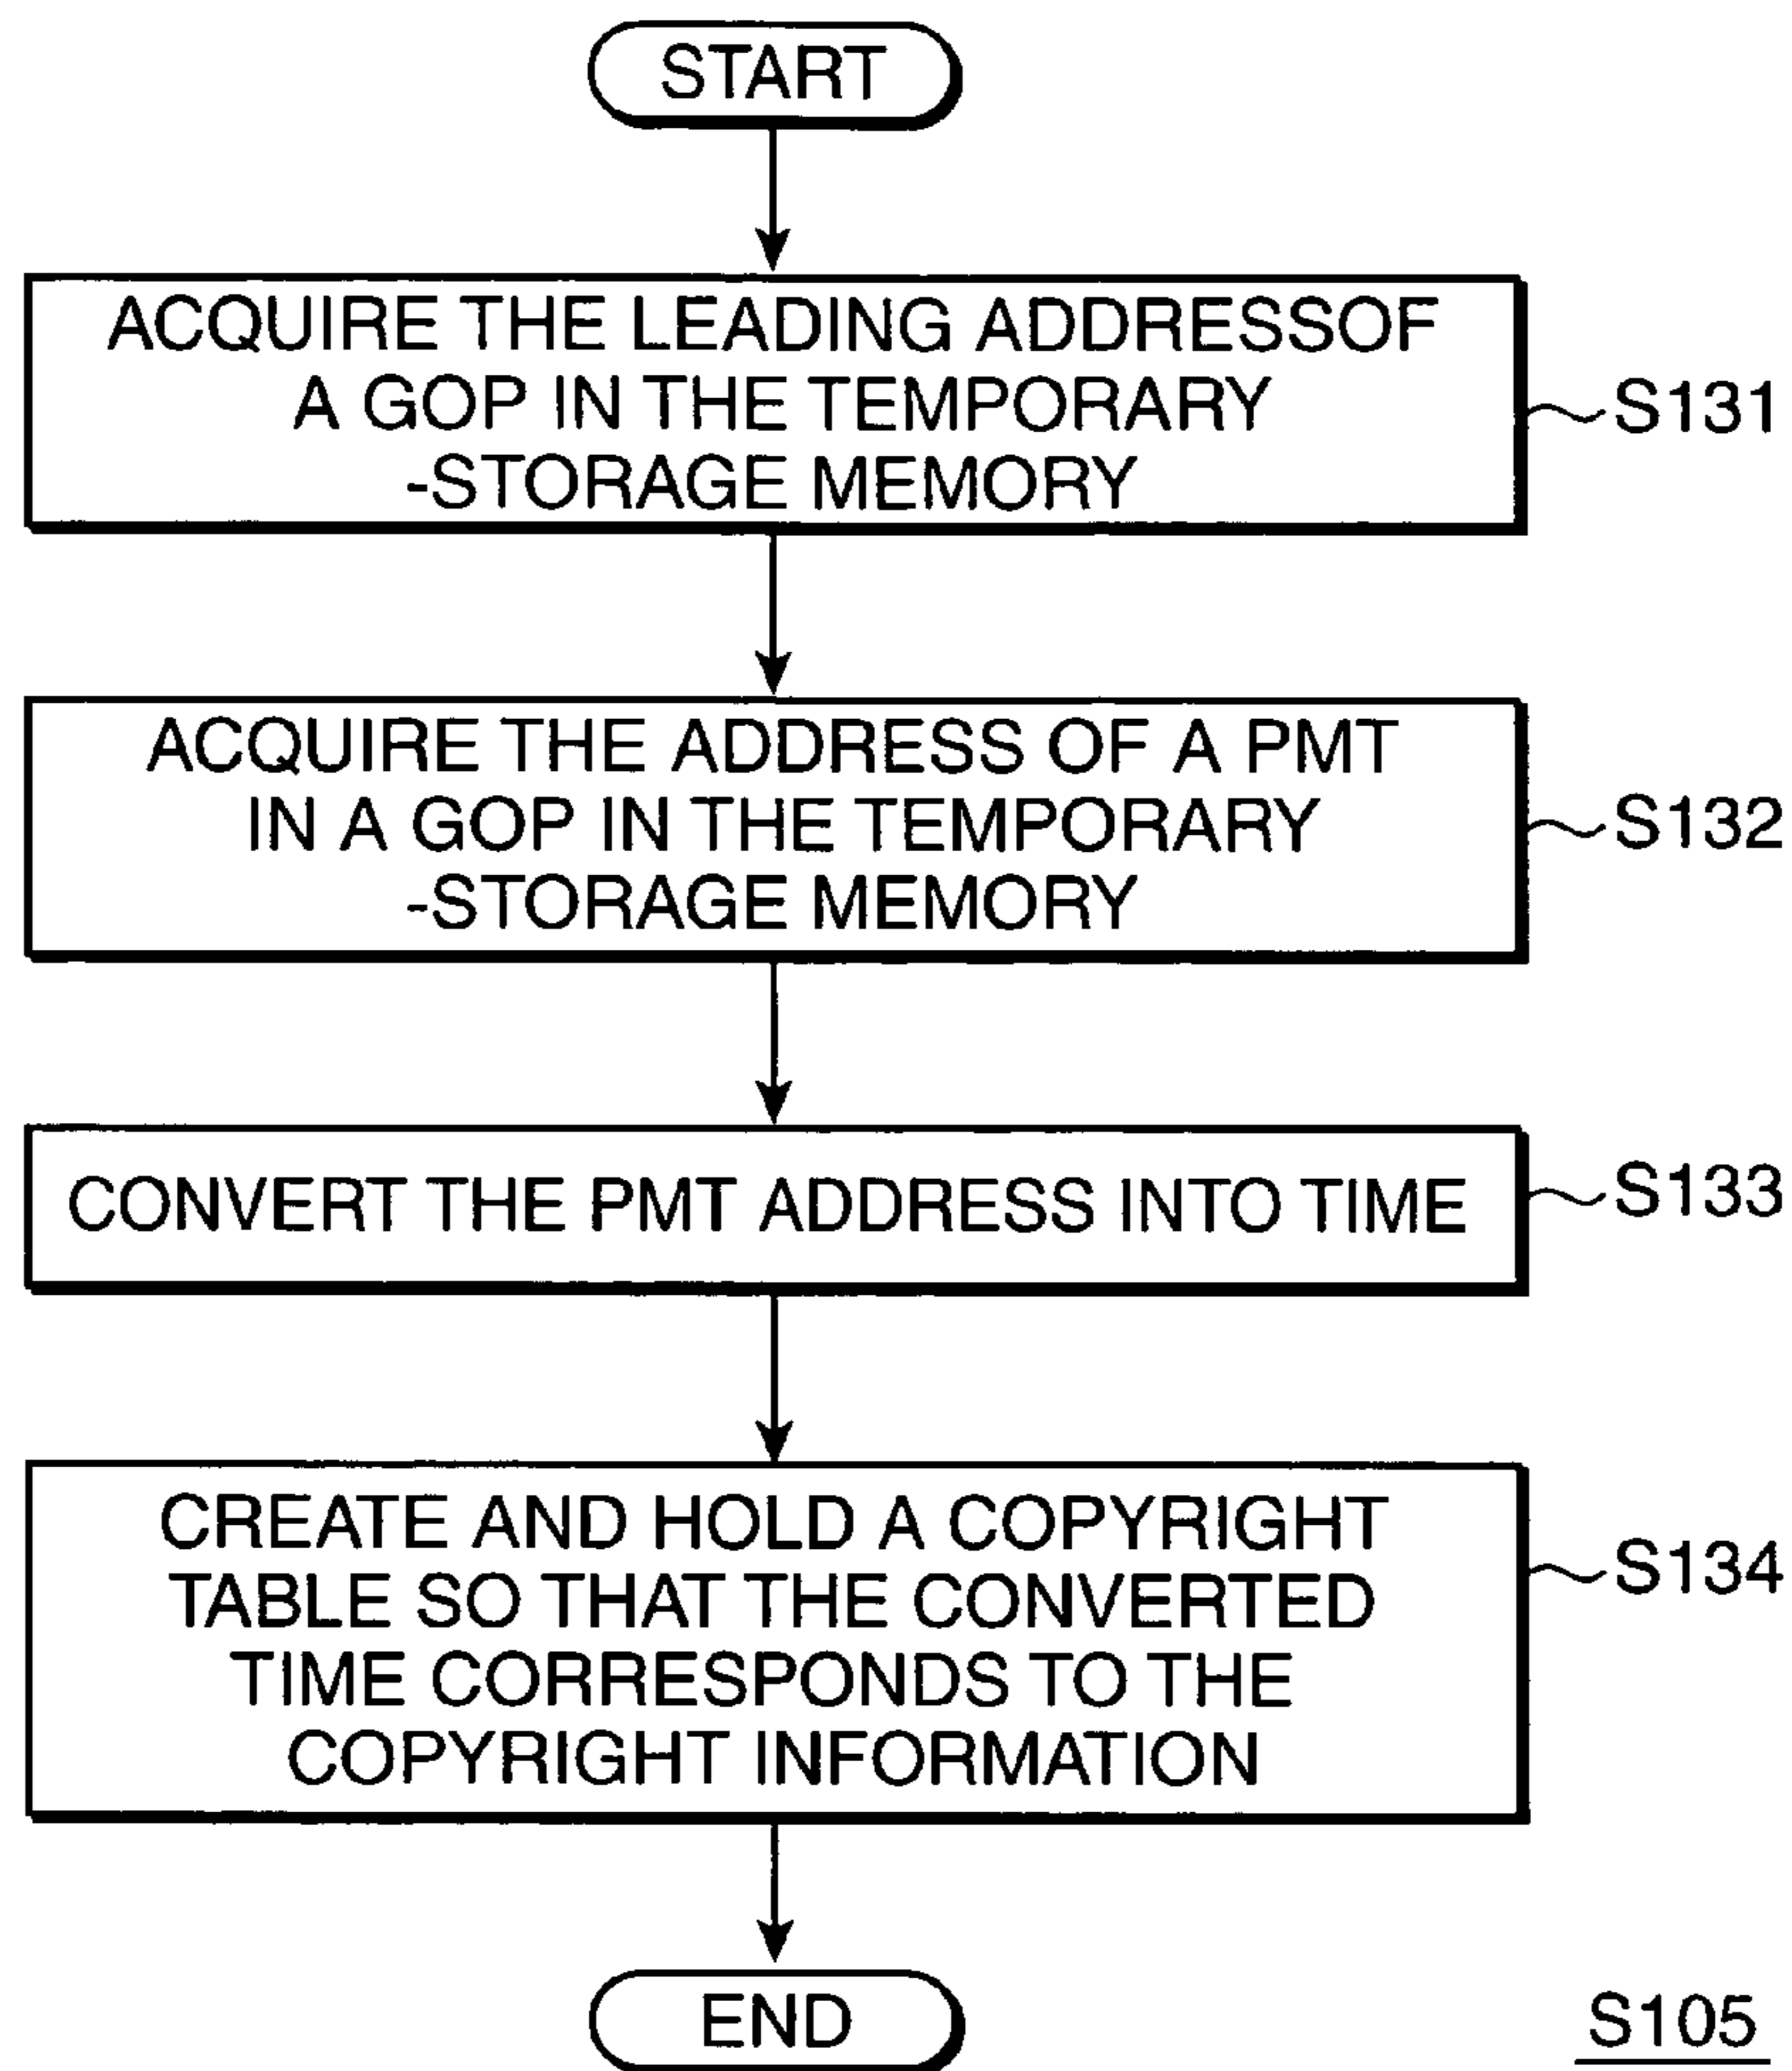 START
ACQUIRE THE LEADING ADDRESSOF
A GOP IN THE TEMPORARY
-STORAGE MEMORY
S131
ACQUIRE THE ADDRESS OF A PMT
IN A GOP IN THE TEMPORARY
-STORAGE MEMORY
S132
CONVERT THE PMT ADDRESS INTO TIME
S133
CREATE AND HOLD A COPYRIGHT
TABLE SO THAT THE CONVERTED
TIME CORRESPONDS TO THE
COPYRIGHT INFORMATION
S134
END
S105